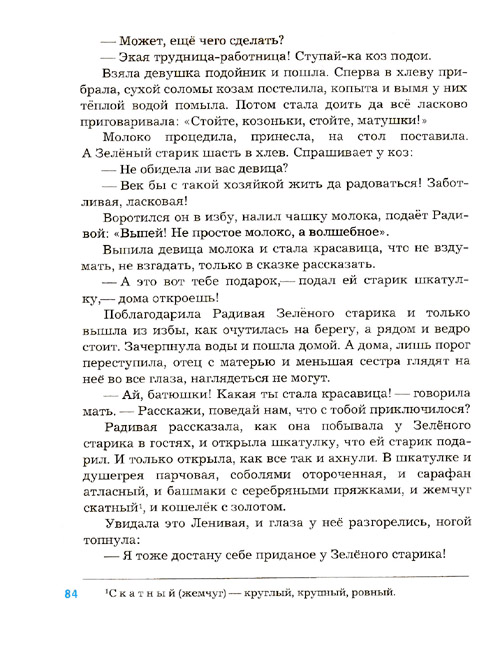 — Может, ещё чего сделать?
— Экая трудница-работница! Ступай-ка коз подои.
Взяла девушка подойник и пошла. Сперва в хлеву при-
брала, сухой соломы козам постелила, копыта и вымя у них
тёплой водой помыла. Потом стала доить да всё ласково
приговаривала: «Стойте, козоньки, стойте, матушки!»
Молоко процедила, принесла, на стол поставила.
А Зелёный старик шасть в хлев. Спрашивает у коз:
— Не обидела ли вас девица?
— Век бы с такой хозяйкой жить да радоваться! Забот-
ливая, ласковая!
Воротился он в избу, налил чашку молока, подаёт Ради-
вой: «Выпей! Не простое молоко, а волшебное».
Выпила девица молока и стала красавица, что не взду-
мать, не взгадать, только в сказке рассказать.
— А это вот тебе подарок,— подал ей старик шкатул-
ку,— дома откроешь!
Поблагодарила Радивая Зелёного старика и только
вышла из избы, как очутилась на берегу, а рядом и ведро
стоит. Зачерпнула воды и пошла домой. А дома, лишь порог
переступила, отец с матерью и меньшая сестра глядят на
неё во все глаза, наглядеться не могут.
— Ай, батюшки! Какая ты стала красавица! — говорила
мать. — Расскажи, поведай нам, что с тобой приключилося?
Радивая рассказала, как она побывала у Зелёного
старика в гостях, и открыла шкатулку, что ей старик пода-
рил. И только открыла, как все так и ахнули. В шкатулке и
душегрея парчовая, соболями отороченная, и сарафан
атласный, и башмаки с серебряными пряжками, и жемчуг
скатный¹, и кошелёк с золотом.
Увидала это Ленивая, и глаза у неё разгорелись, ногой
топнула:
— Я тоже достану себе приданое у Зелёного старика!
¹С к а т н ы й (жемчуг) — круглый, крупный, ровный.
84